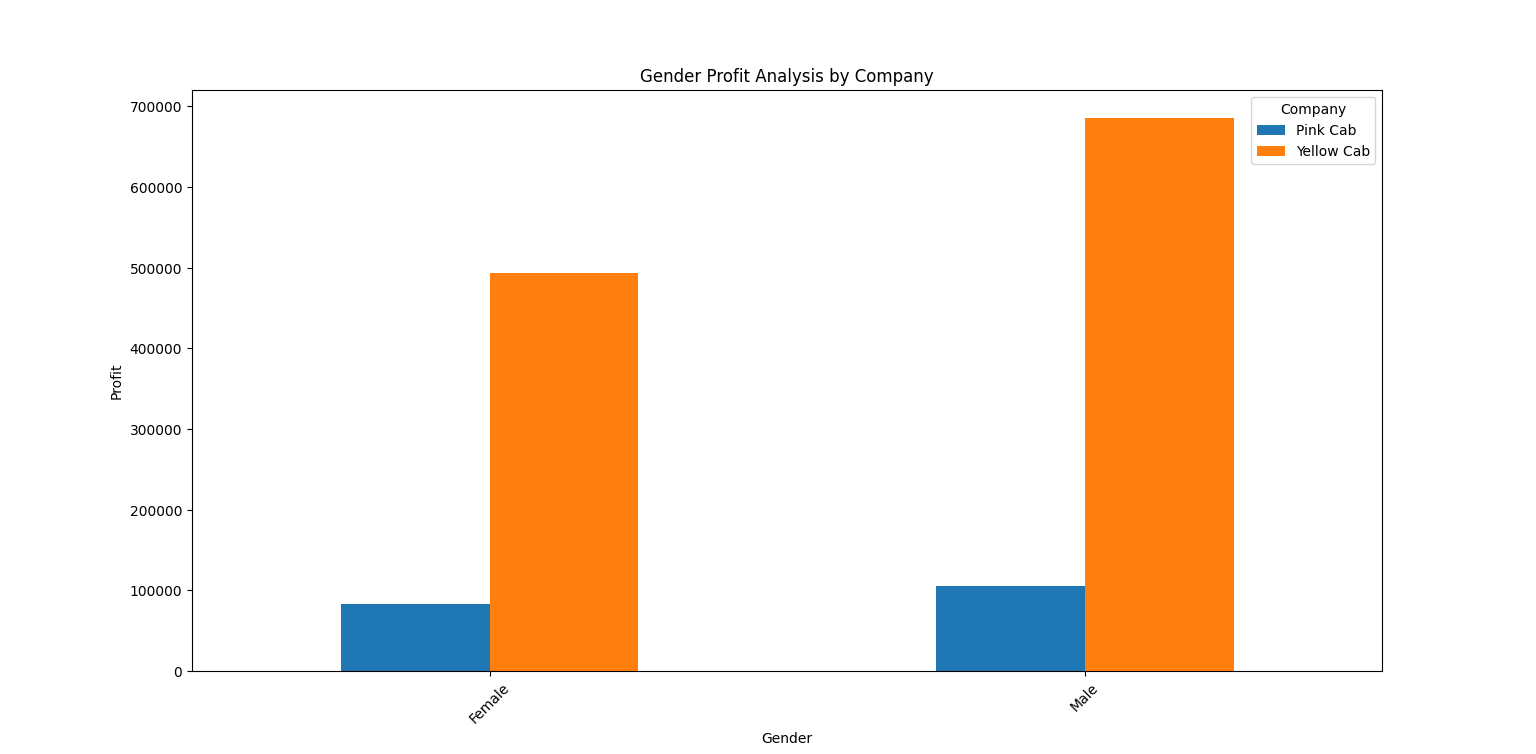 Gender Profit Analysis by Company
Company
Pink Cab
Yellow Cab
700000
600000
500000
400000
300000
200000
100000
0
Profit
Female
Male
Gender